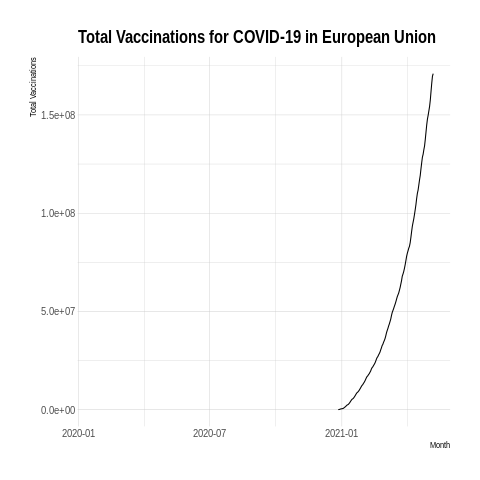 Total Vaccinations for COVID-19 in European Union
Total Vaccinations
1.5e+08
1.0e+08
5.0e+07
0.0e+00
2020-01 2020-07 2021-01
Month